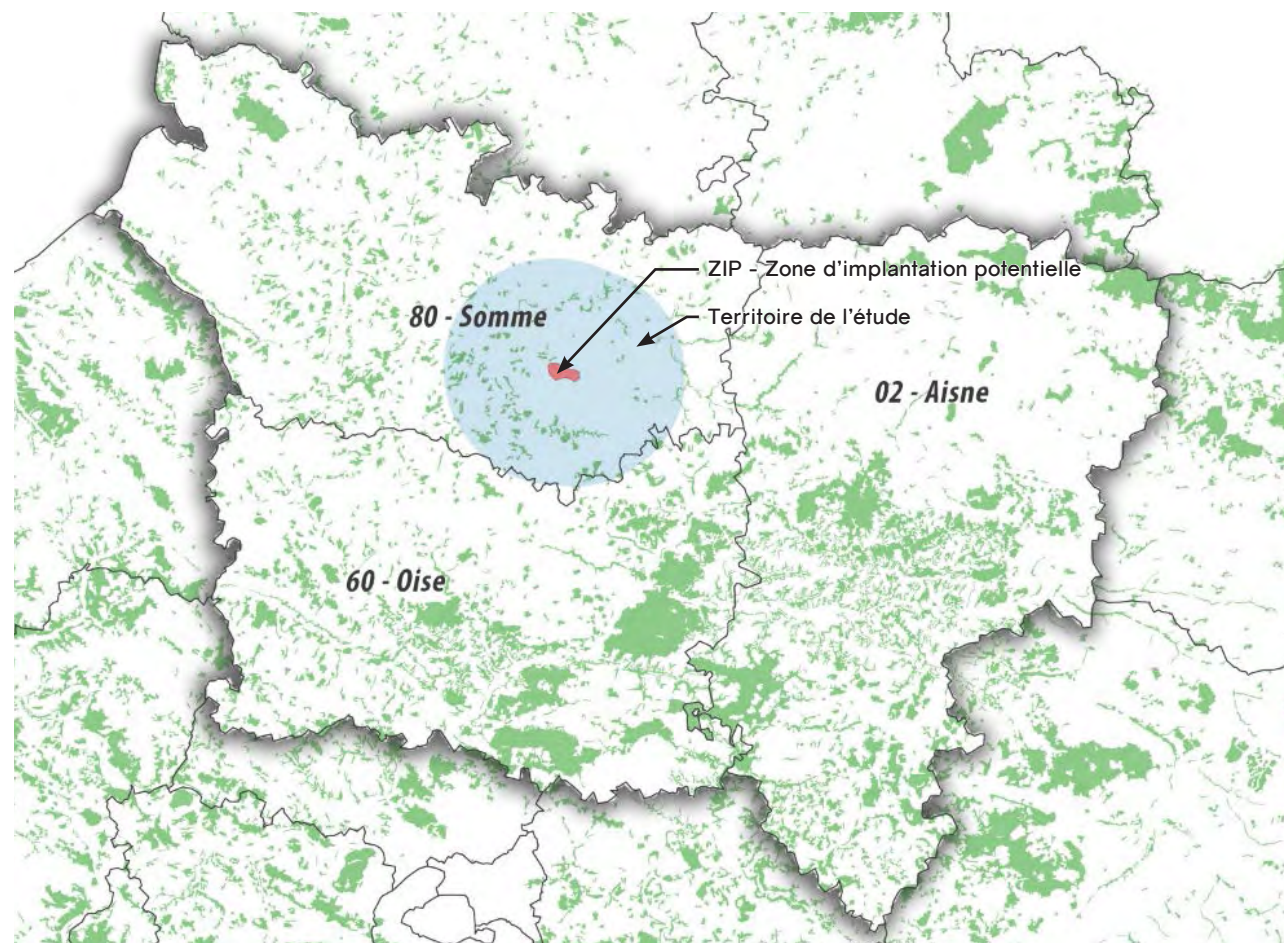 ZIP - Zone d'implantation potentielle
80 - Somme
Territoire de l'étude
02 - Aisne
60 - Oise